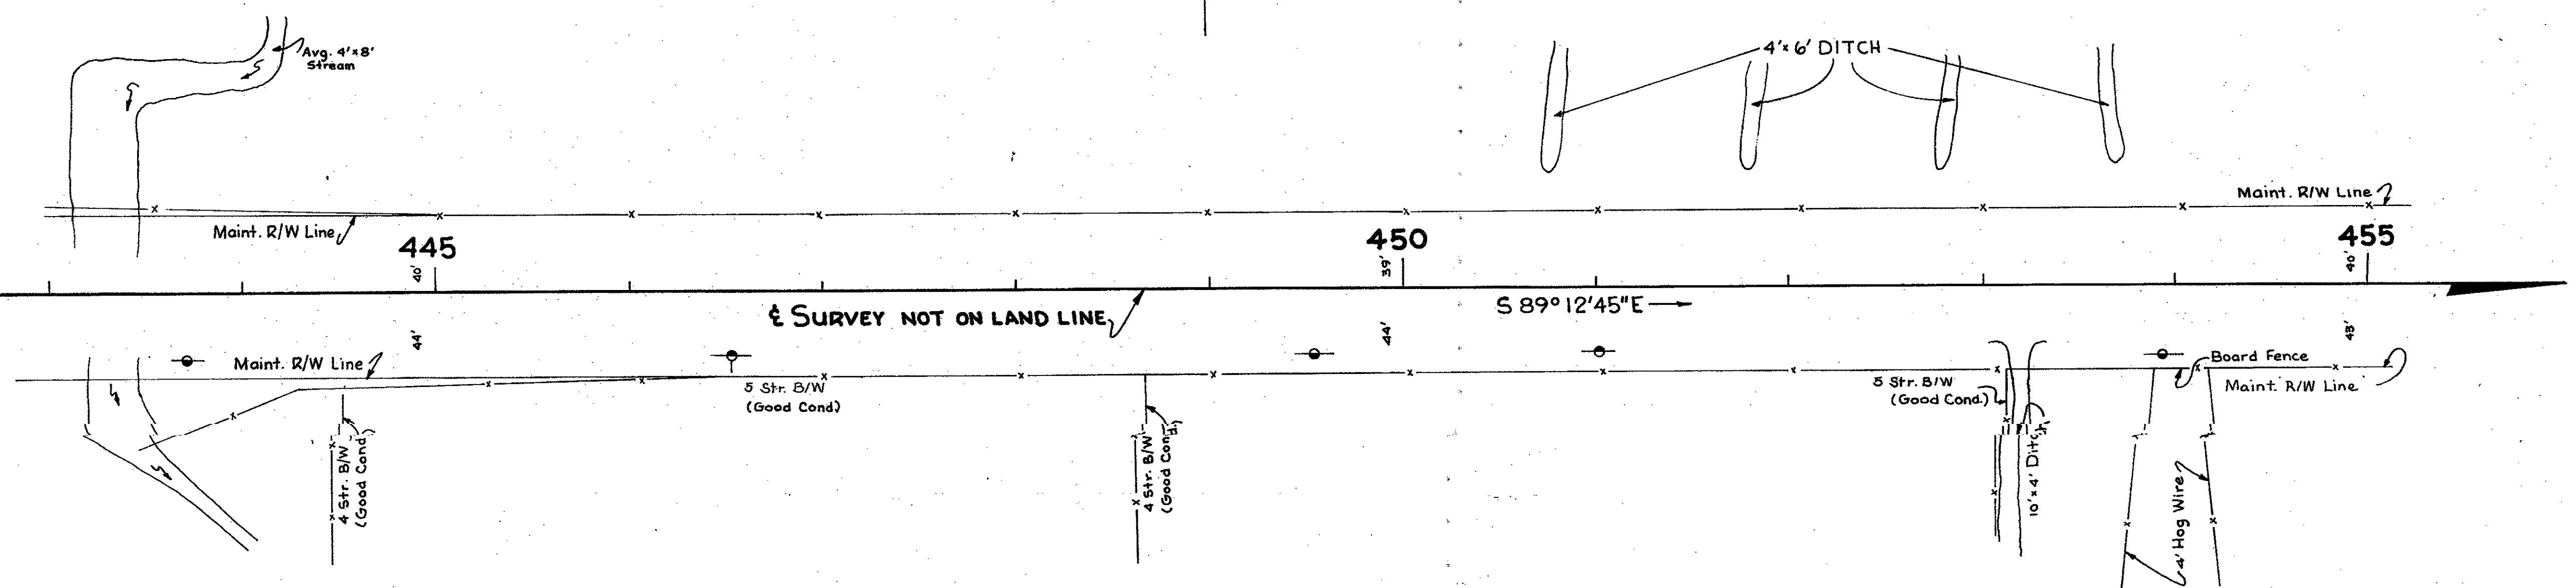 Avg. 4'x8'
Stream
4'x 6' DITCH
Maint. R/W Line
Maint. R/W Line
445
450
455
40'
39'
40'
℄ SURVEY NOT ON LAND LINE
S 89° 12' 45" E
44'
44'
43'
Maint. R/W Line
5 Str. B/W
(Good Cond)
5 Str. B/W
(Good Cond.)
Board Fence
Maint. R/W Line
4 Str. B/W
(Good Cond.)
4 Str. B/W
(Good Cond.)
10'x4' Ditch
4' Hog Wire